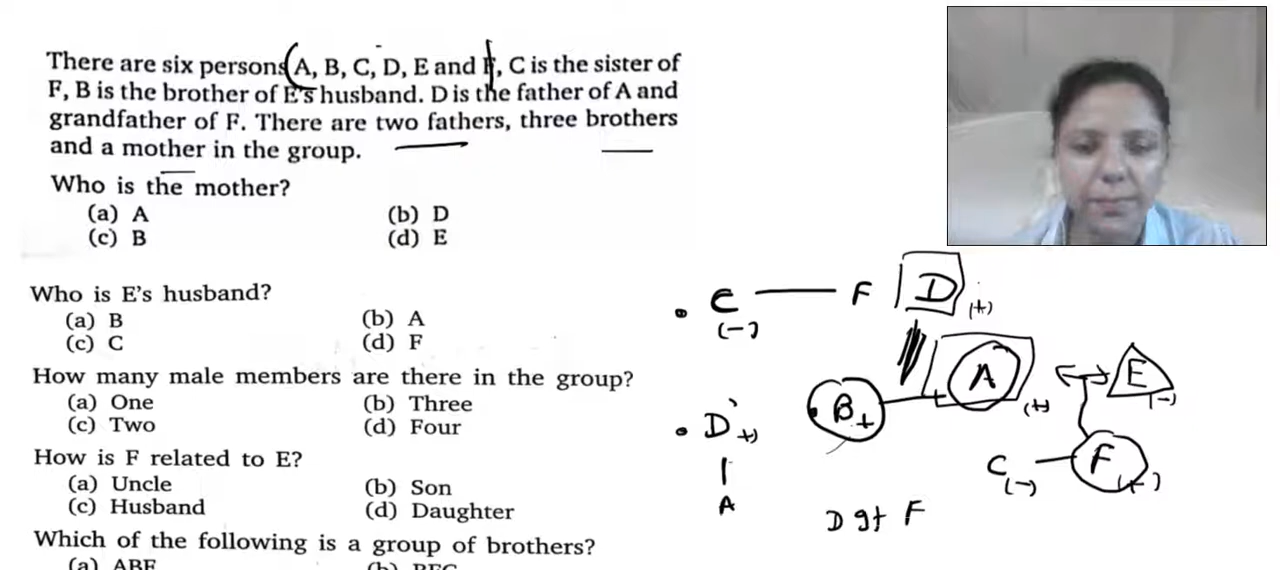 There are six persons A, B, C, D, E and F, C is the sister of
F, B is the brother of E's husband. D is the father of A and
grandfather of F. There are two fathers, three brothers
and a mother in the group.
Who is the mother?
(a) A (b) D
(c) B (d) E
Who is E's husband?
(a) B (b) A
(c) C (d) F
How many male members are there in the group?
(a) One (b) Three
(c) Two (d) Four
How is F related to E?
(a) Uncle (b) Son
(c) Husband (d) Daughter
Which of the following is a group of brothers?
(a) ABF (b) BFC
C — F
(-)
D
(+)
A
(+)
E
(-)
B +
C
(-)
F
(+)
D +)
A
D gf F